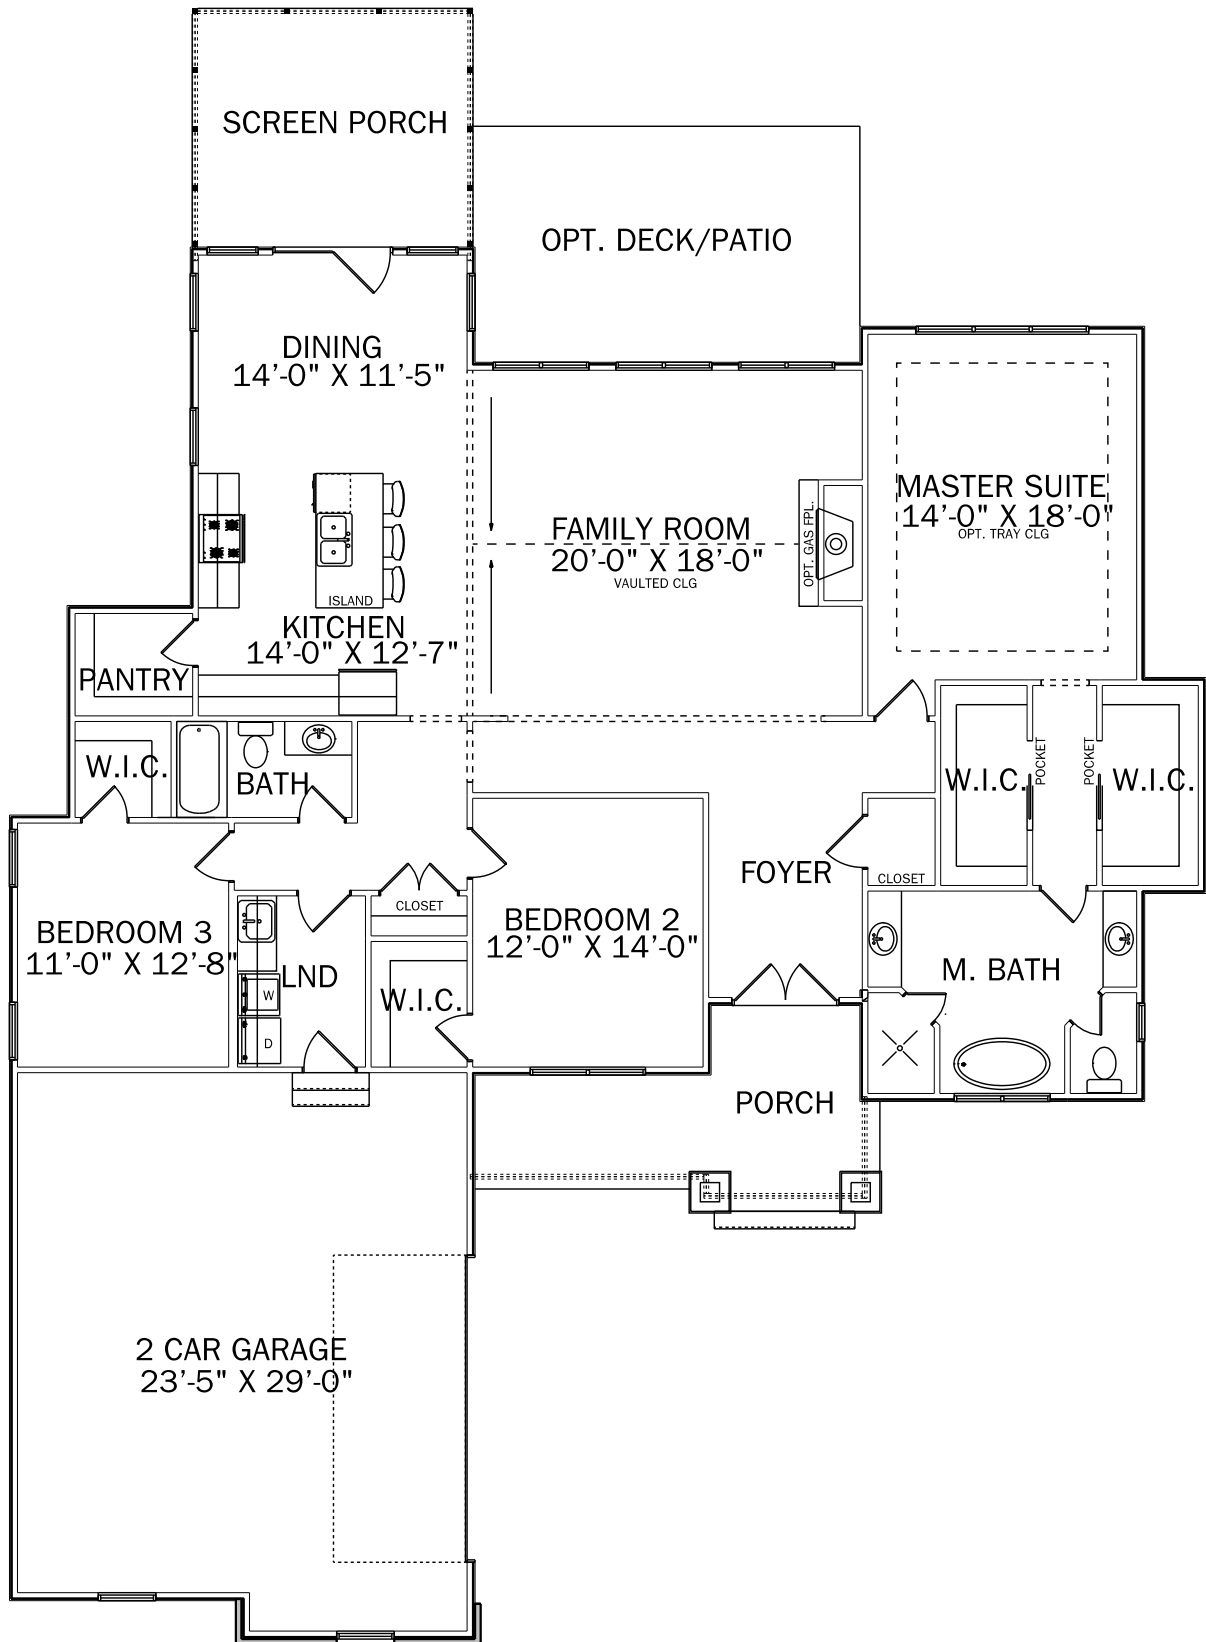 SCREEN PORCH
OPT. DECK/PATIO
DINING
14'-0" X 11'-5"
MASTER SUITE
14'-0" X 18'-0"
OPT. TRAY CLG
FAMILY ROOM
20'-0" X 18'-0"
VAULTED CLG
OPT. GAS FPL.
ISLAND
KITCHEN
14'-0" X 12'-7"
PANTRY
W.I.C.
BATH
W.I.C.
POCKET
POCKET
W.I.C.
FOYER
CLOSET
CLOSET
BEDROOM 3
11'-0" X 12'-8"
LND
W
D
W.I.C.
BEDROOM 2
12'-0" X 14'-0"
M. BATH
PORCH
2 CAR GARAGE
23'-5" X 29'-0"